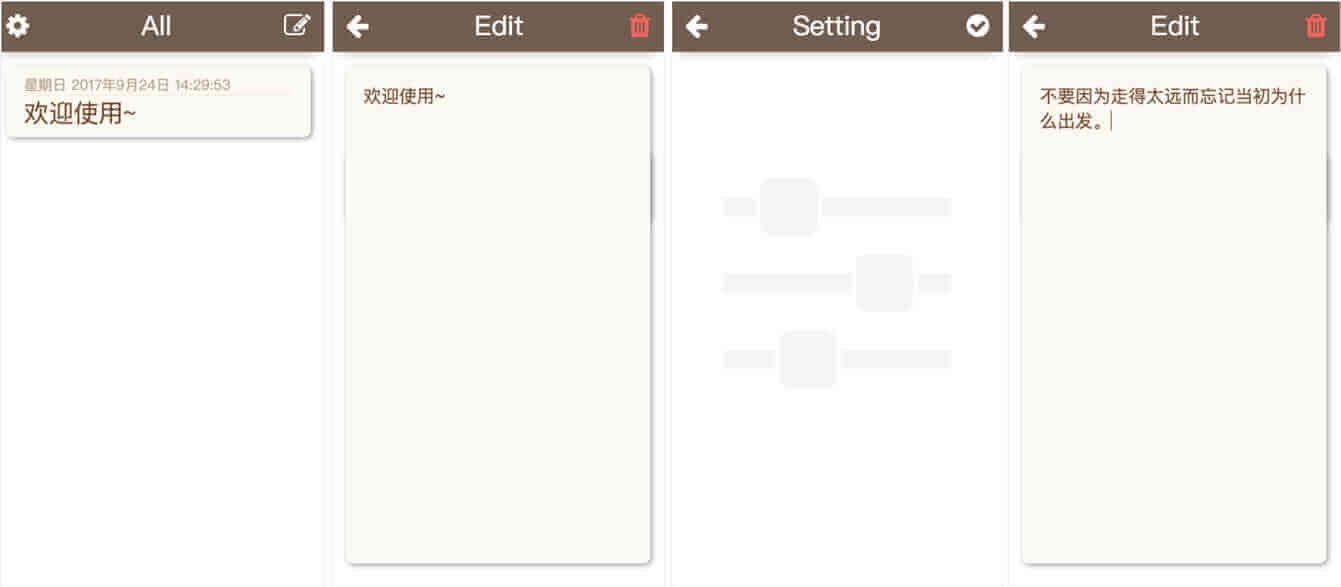 All
星期日 2017年9月24日 14:29:53
欢迎使用~
Edit
欢迎使用~
Setting
Edit
不要因为走得太远而忘记当初为什
么出发。